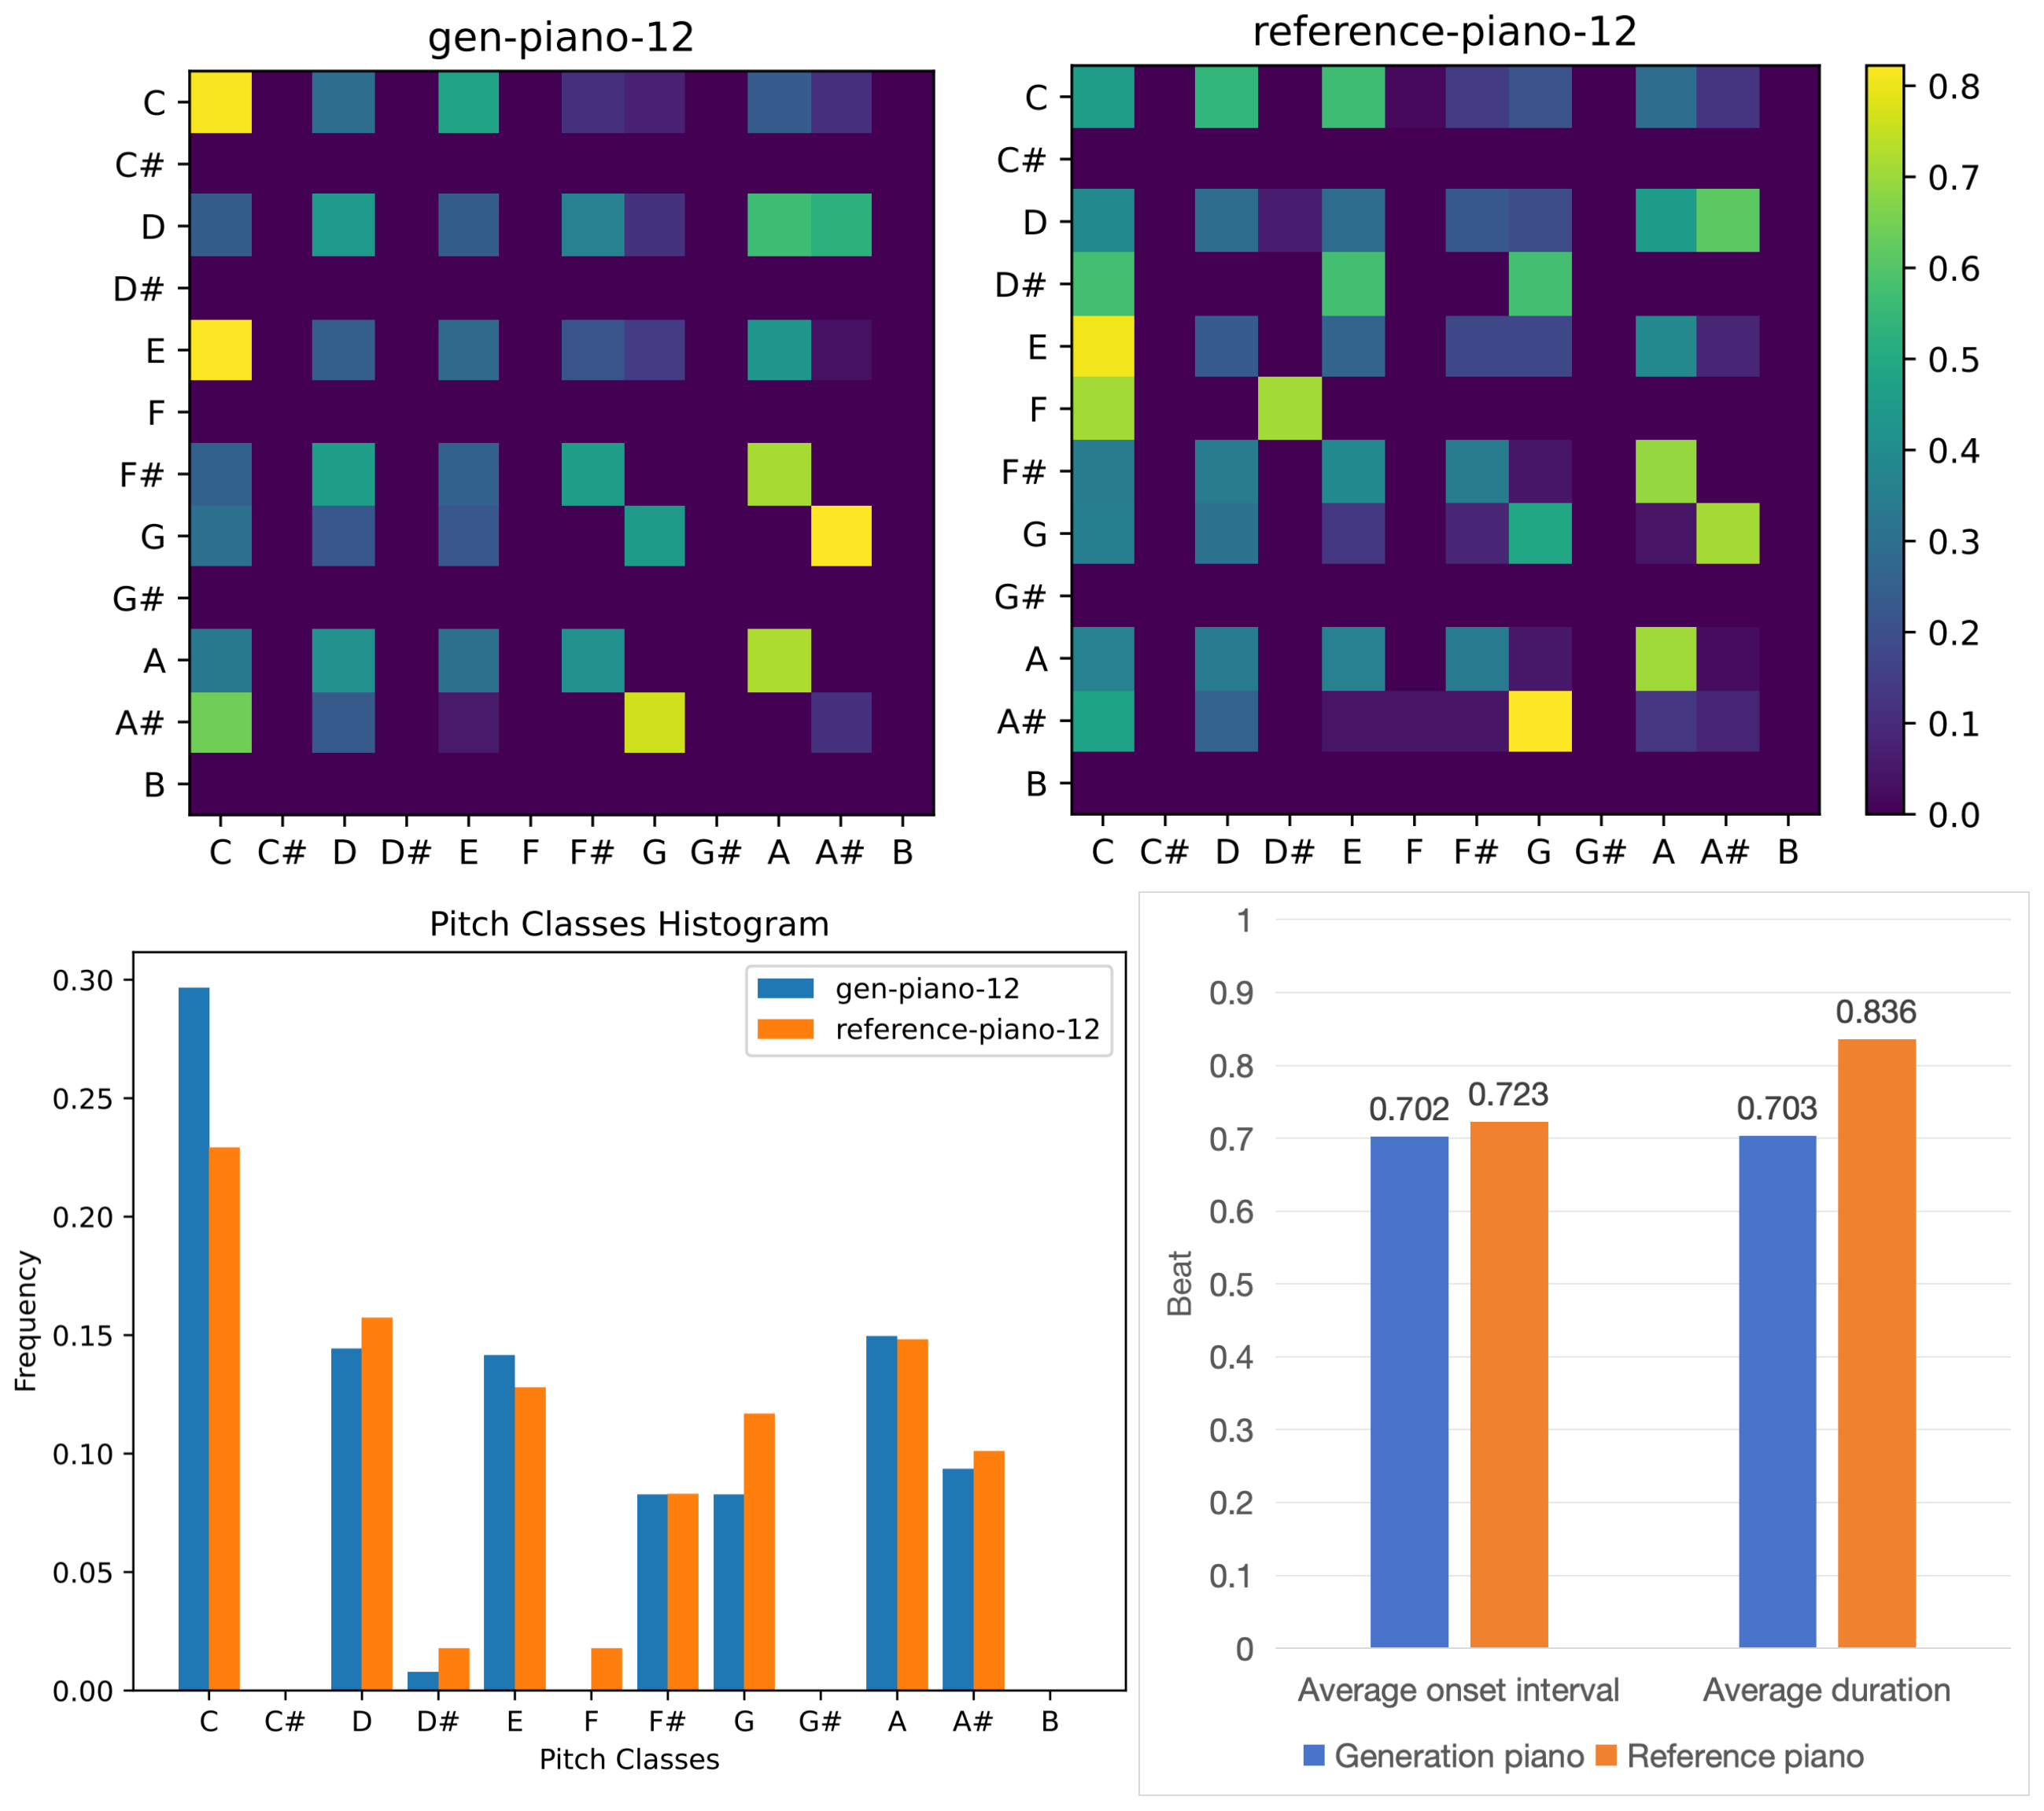 gen-piano-12
C
C#
D
D#
E
F
F#
G
G#
A
A#
B
C C# D D# E F F# G G# A A# B
reference-piano-12
C
C#
D
D#
E
F
F#
G
G#
A
A#
B
C C# D D# E F F# G G# A A# B
0.8
0.7
0.6
0.5
0.4
0.3
0.2
0.1
0.0
Pitch Classes Histogram
gen-piano-12
reference-piano-12
Frequency
0.30
0.25
0.20
0.15
0.10
0.05
0.00
C C# D D# E F F# G G# A A# B
Pitch Classes
Beat
1
0.9
0.8
0.7
0.6
0.5
0.4
0.3
0.2
0.1
0
0.702 0.723 0.703 0.836
Average onset interval Average duration
Generation piano Reference piano